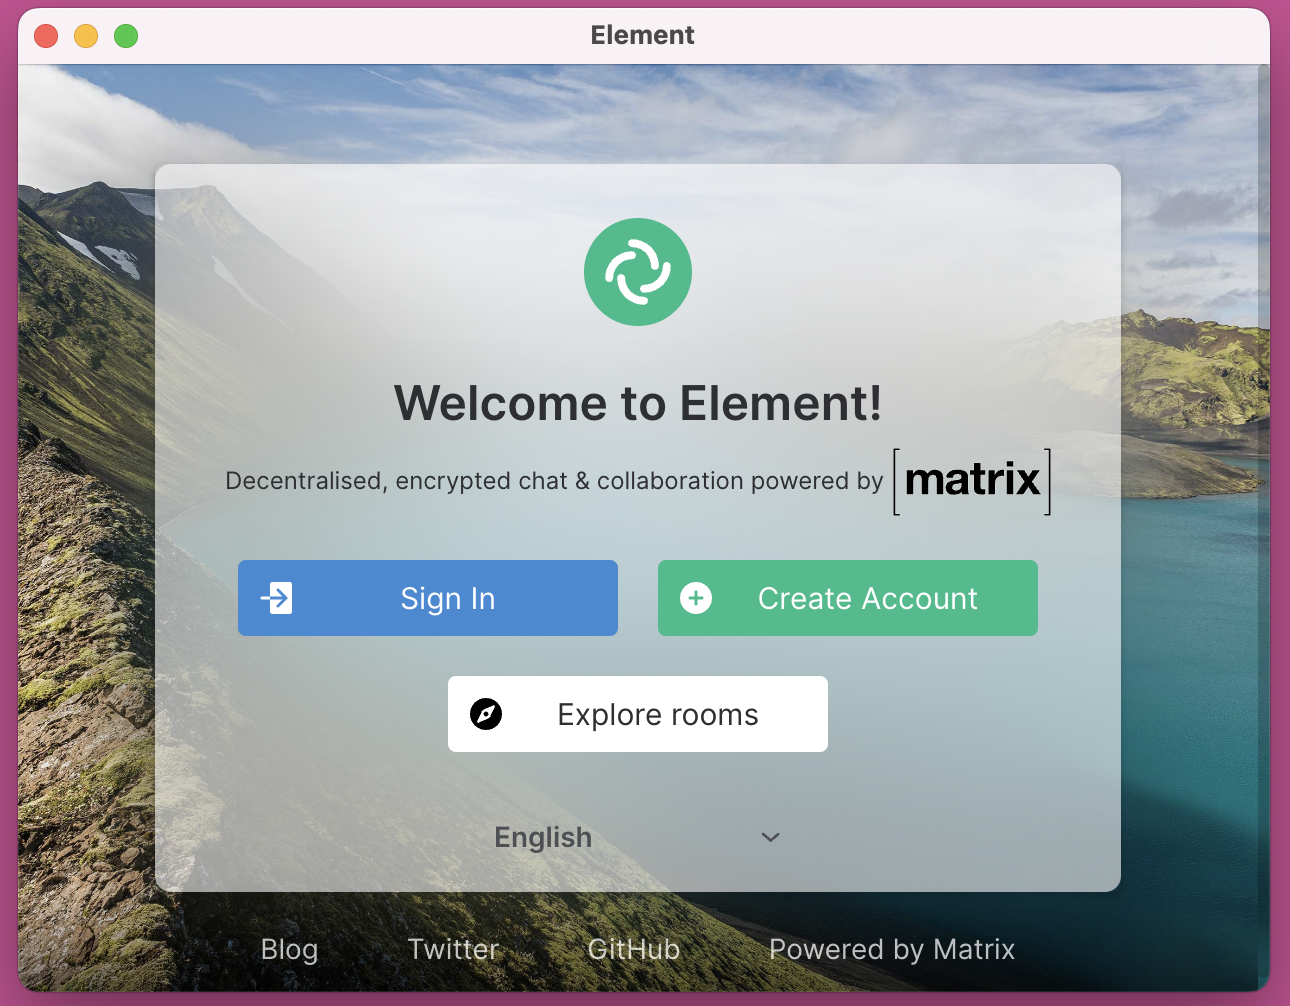 Element
Welcome to Element!
Decentralised, encrypted chat & collaboration powered by [matrix]
Sign In
Create Account
Explore rooms
English
Blog
Twitter
GitHub
Powered by Matrix